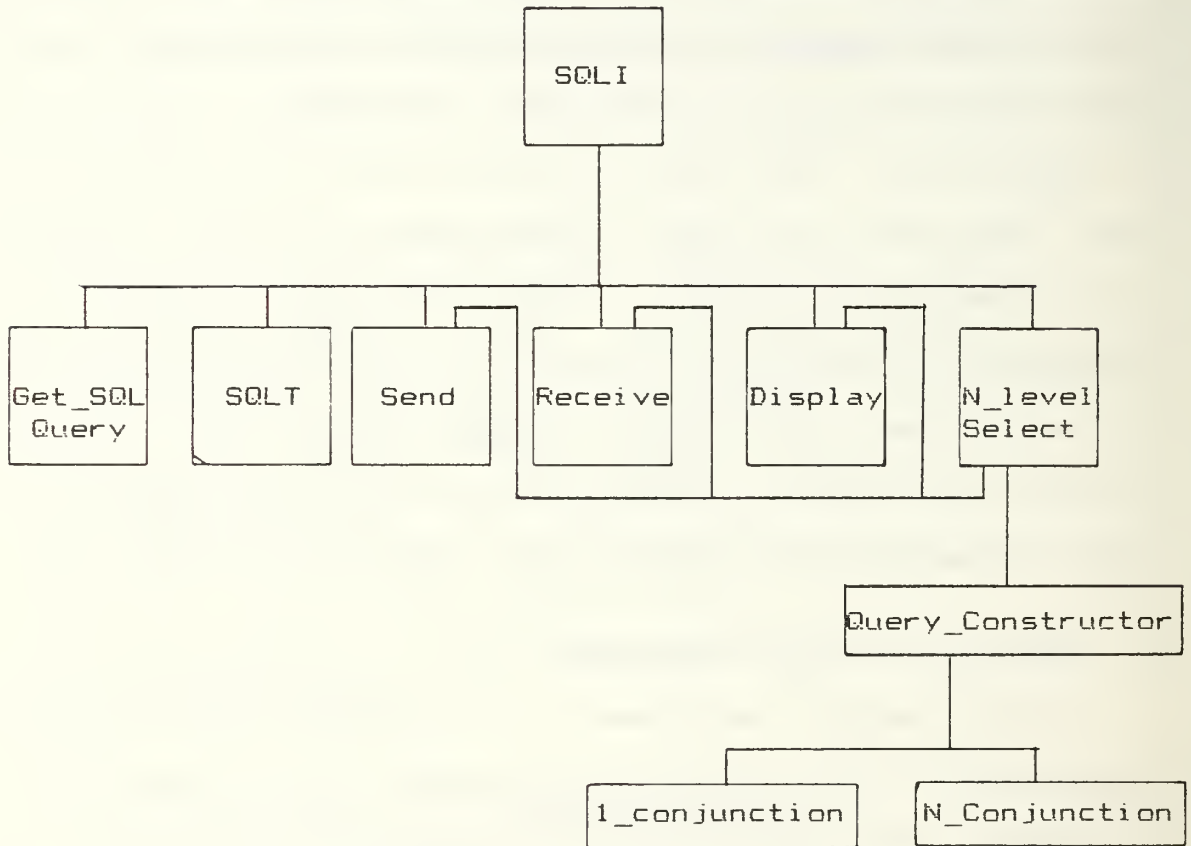 SQLI
Get_SQL
Query
SQLT
Send
Receive
Display
N_level
Select
Query_Constructor
1_conjunction
N_Conjunction